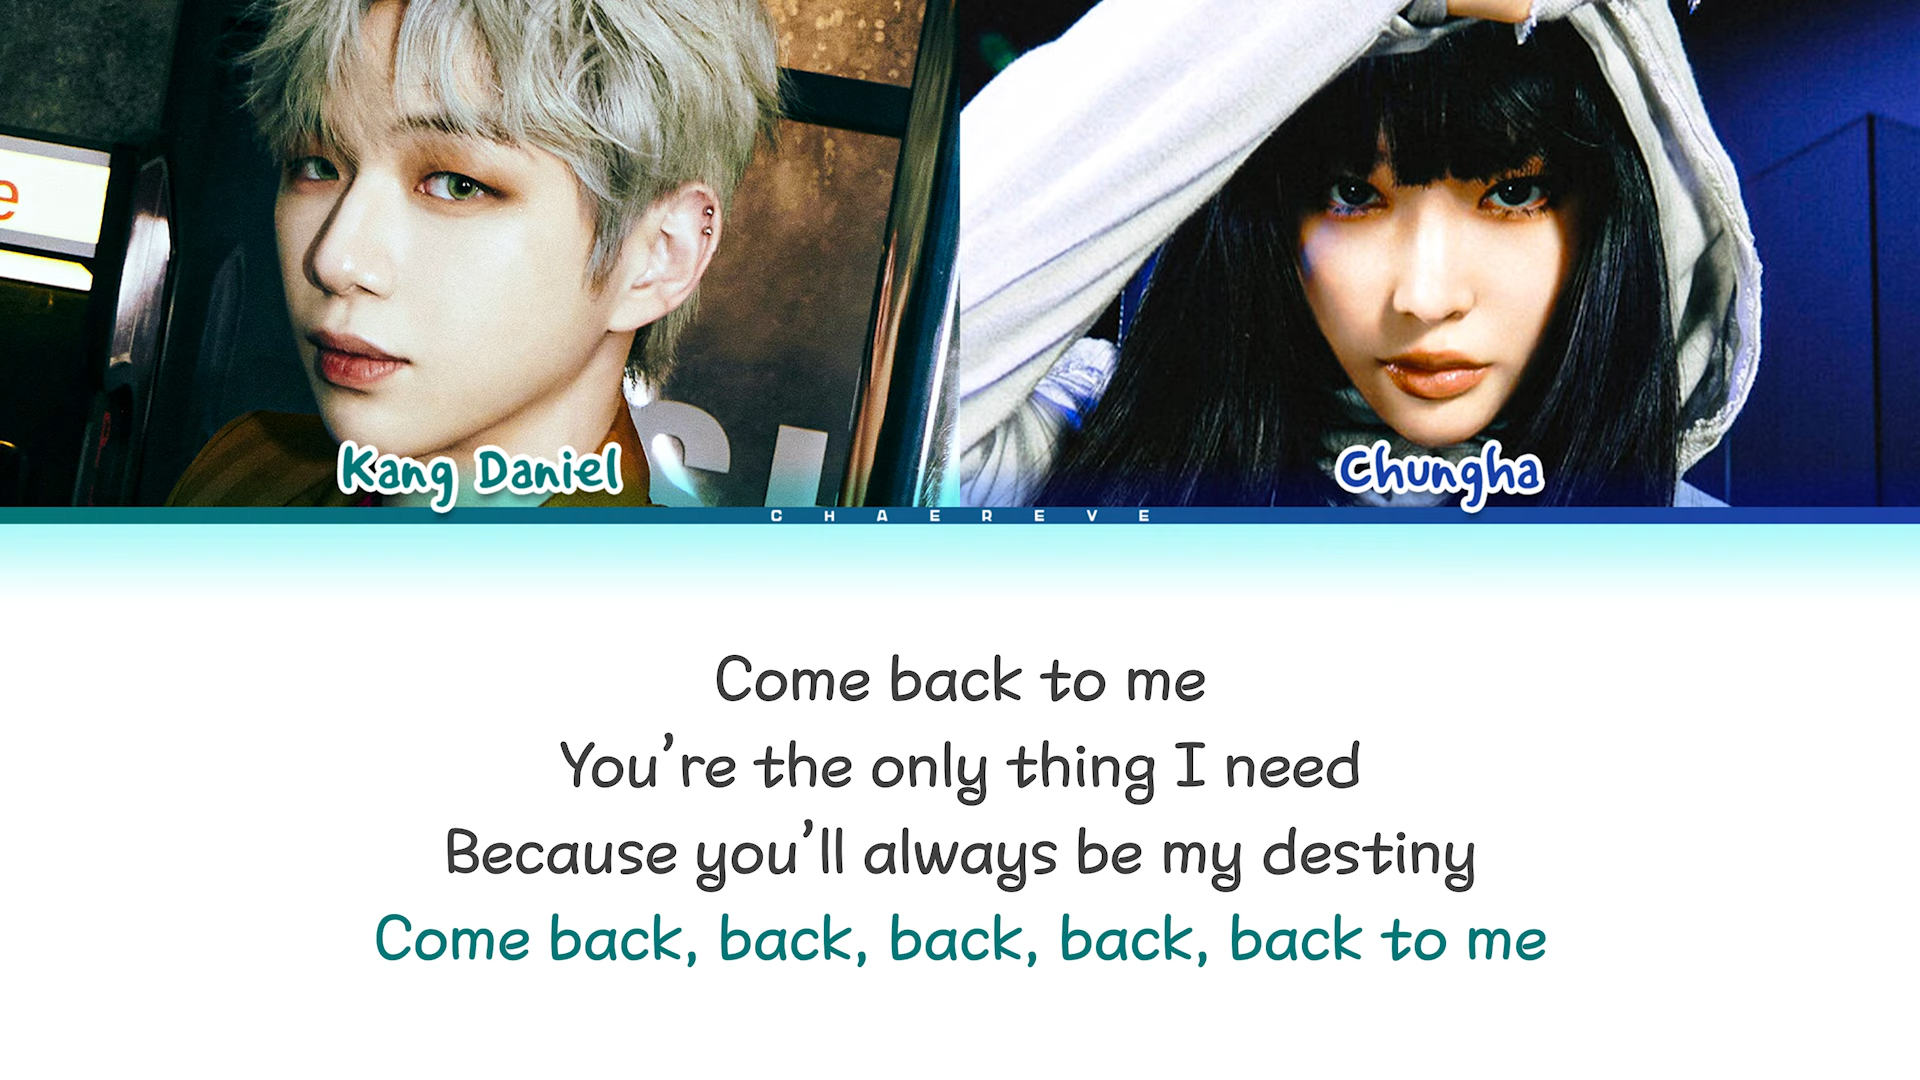 e
Kang Daniel
Chungha
CHAEREVE
Come back to me
You're the only thing I need
Because you'll always be my destiny
Come back, back, back, back, back to me